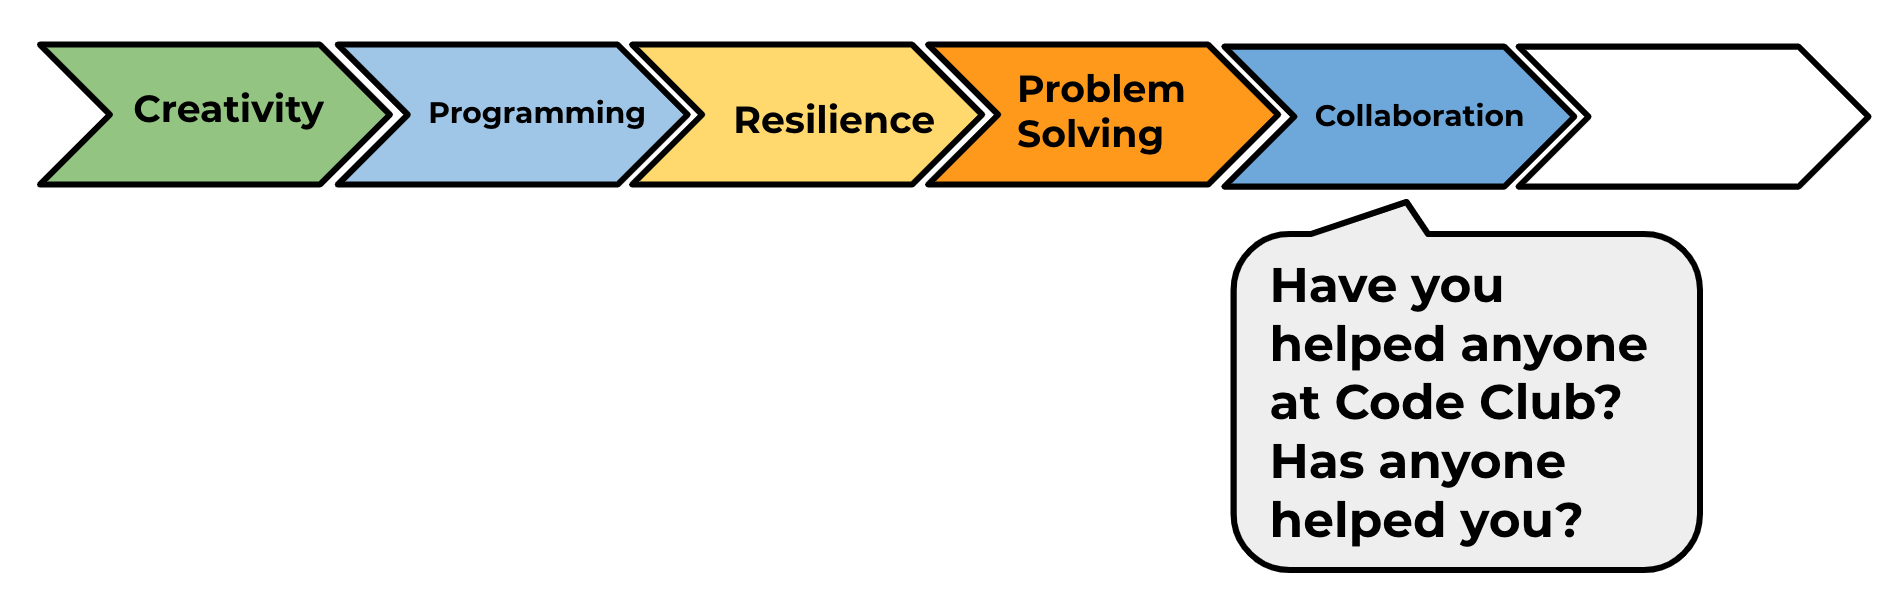 Creativity
Programming
Resilience
Problem
Solving
Collaboration
Have you
helped anyone
at Code Club?
Has anyone
helped you?